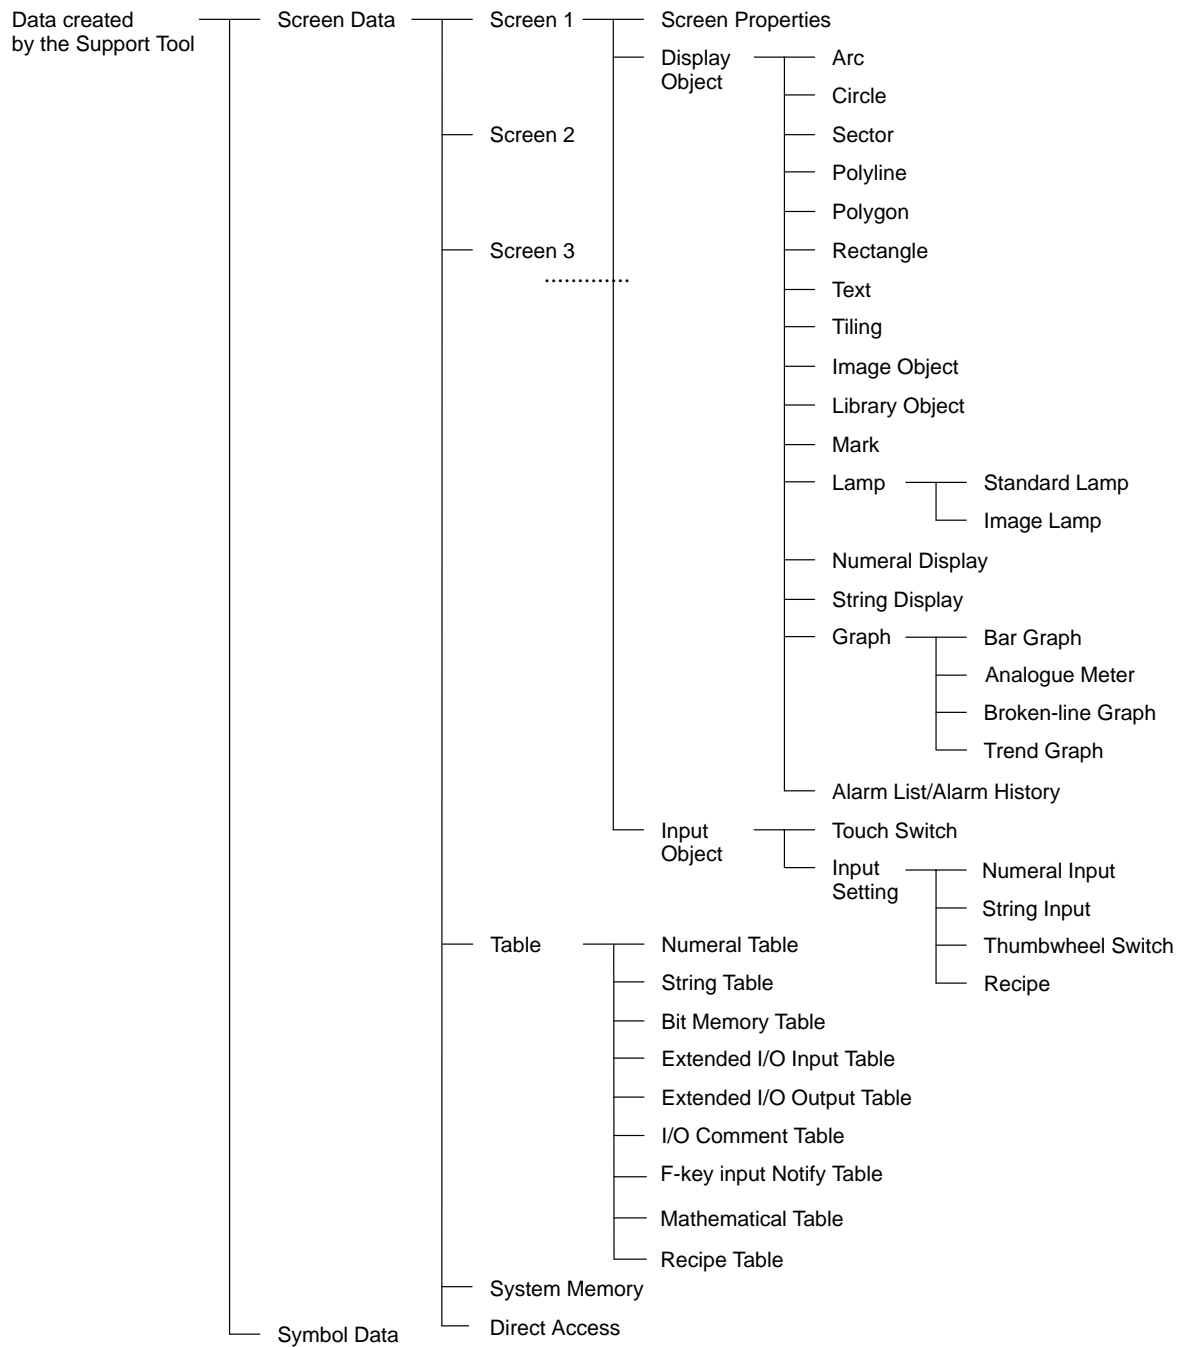 Data created
by the Support Tool
Screen Data
Screen 1
Screen Properties
Display
Object
Arc
Circle
Sector
Screen 2
Polyline
Polygon
Rectangle
Screen 3
.............
Text
Tiling
Image Object
Library Object
Mark
Lamp
Standard Lamp
Image Lamp
Numeral Display
String Display
Graph
Bar Graph
Analogue Meter
Broken-line Graph
Trend Graph
Alarm List/Alarm History
Input
Object
Touch Switch
Input
Setting
Numeral Input
String Input
Thumbwheel Switch
Recipe
Table
Numeral Table
String Table
Bit Memory Table
Extended I/O Input Table
Extended I/O Output Table
I/O Comment Table
F-key input Notify Table
Mathematical Table
Recipe Table
System Memory
Direct Access
Symbol Data